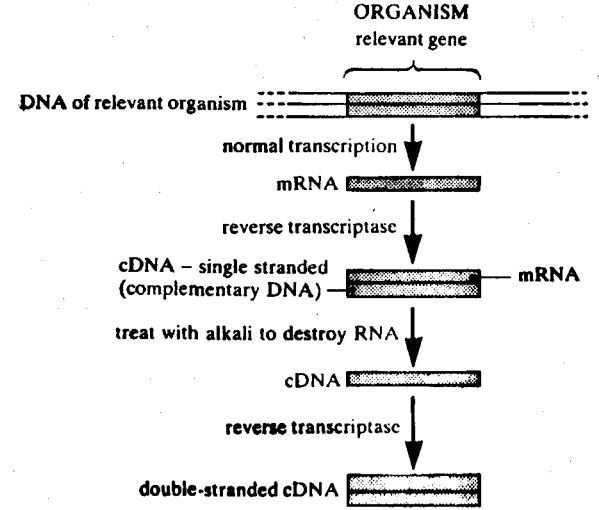 ORGANISM
relevant gene
DNA of relevant organism
normal transcription
mRNA
reverse transcriptase
cDNA – single stranded
(complementary DNA)
mRNA
treat with alkali to destroy RNA
cDNA
reverse transcriptase
double-stranded cDNA